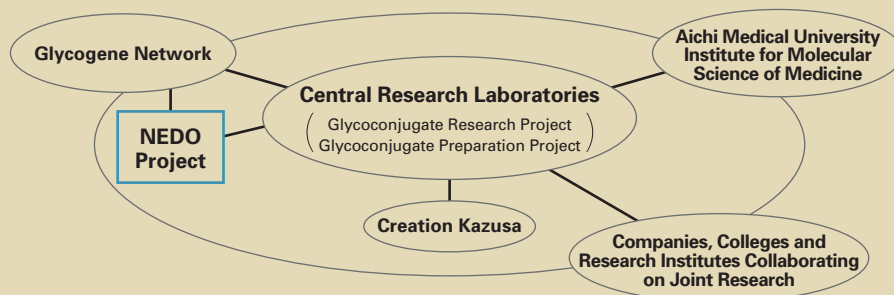 Glycogene Network
NEDO
Project
Central Research Laboratories
Glycoconjugate Research Project
Glycoconjugate Preparation Project
Aichi Medical University
Institute for Molecular
Science of Medicine
Creation Kazusa
Companies, Colleges and
Research Institutes Collaborating
on Joint Research